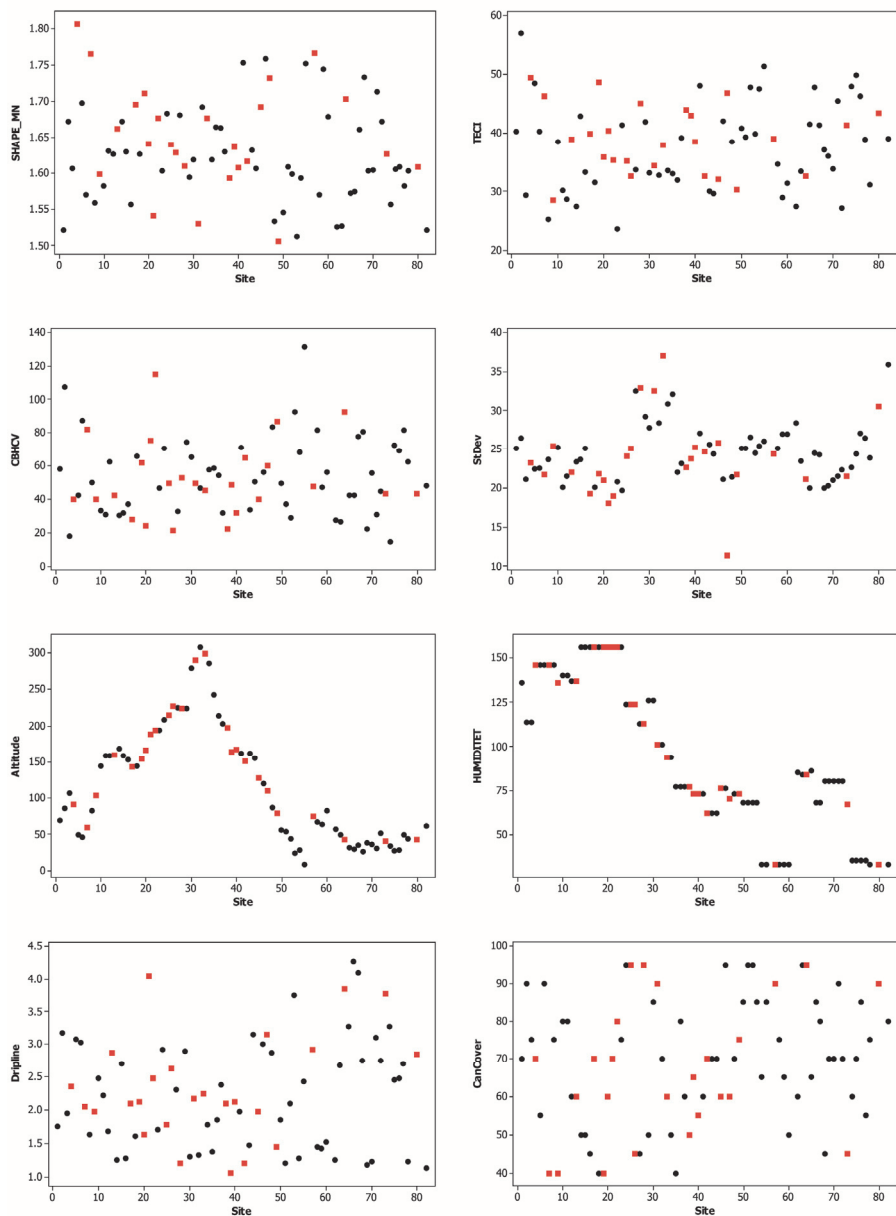 1.80
1.75
1.70
1.65
1.60
1.55
1.50
SHAPE_MN
0 10 20 30 40 50 60 70 80
Site
60
50
40
30
20
TECI
0 10 20 30 40 50 60 70 80
Site
140
120
100
80
60
40
20
0
CBHCV
0 10 20 30 40 50 60 70 80
Site
40
35
30
25
20
15
10
StDev
0 10 20 30 40 50 60 70 80
Site
300
250
200
150
100
50
0
Altitude
0 10 20 30 40 50 60 70 80
Site
150
125
100
75
50
HUMIDITET
0 10 20 30 40 50 60 70 80
Site
4.5
4.0
3.5
3.0
2.5
2.0
1.5
1.0
Dripline
0 10 20 30 40 50 60 70 80
Site
100
90
80
70
60
50
40
CanCover
0 10 20 30 40 50 60 70 80
Site